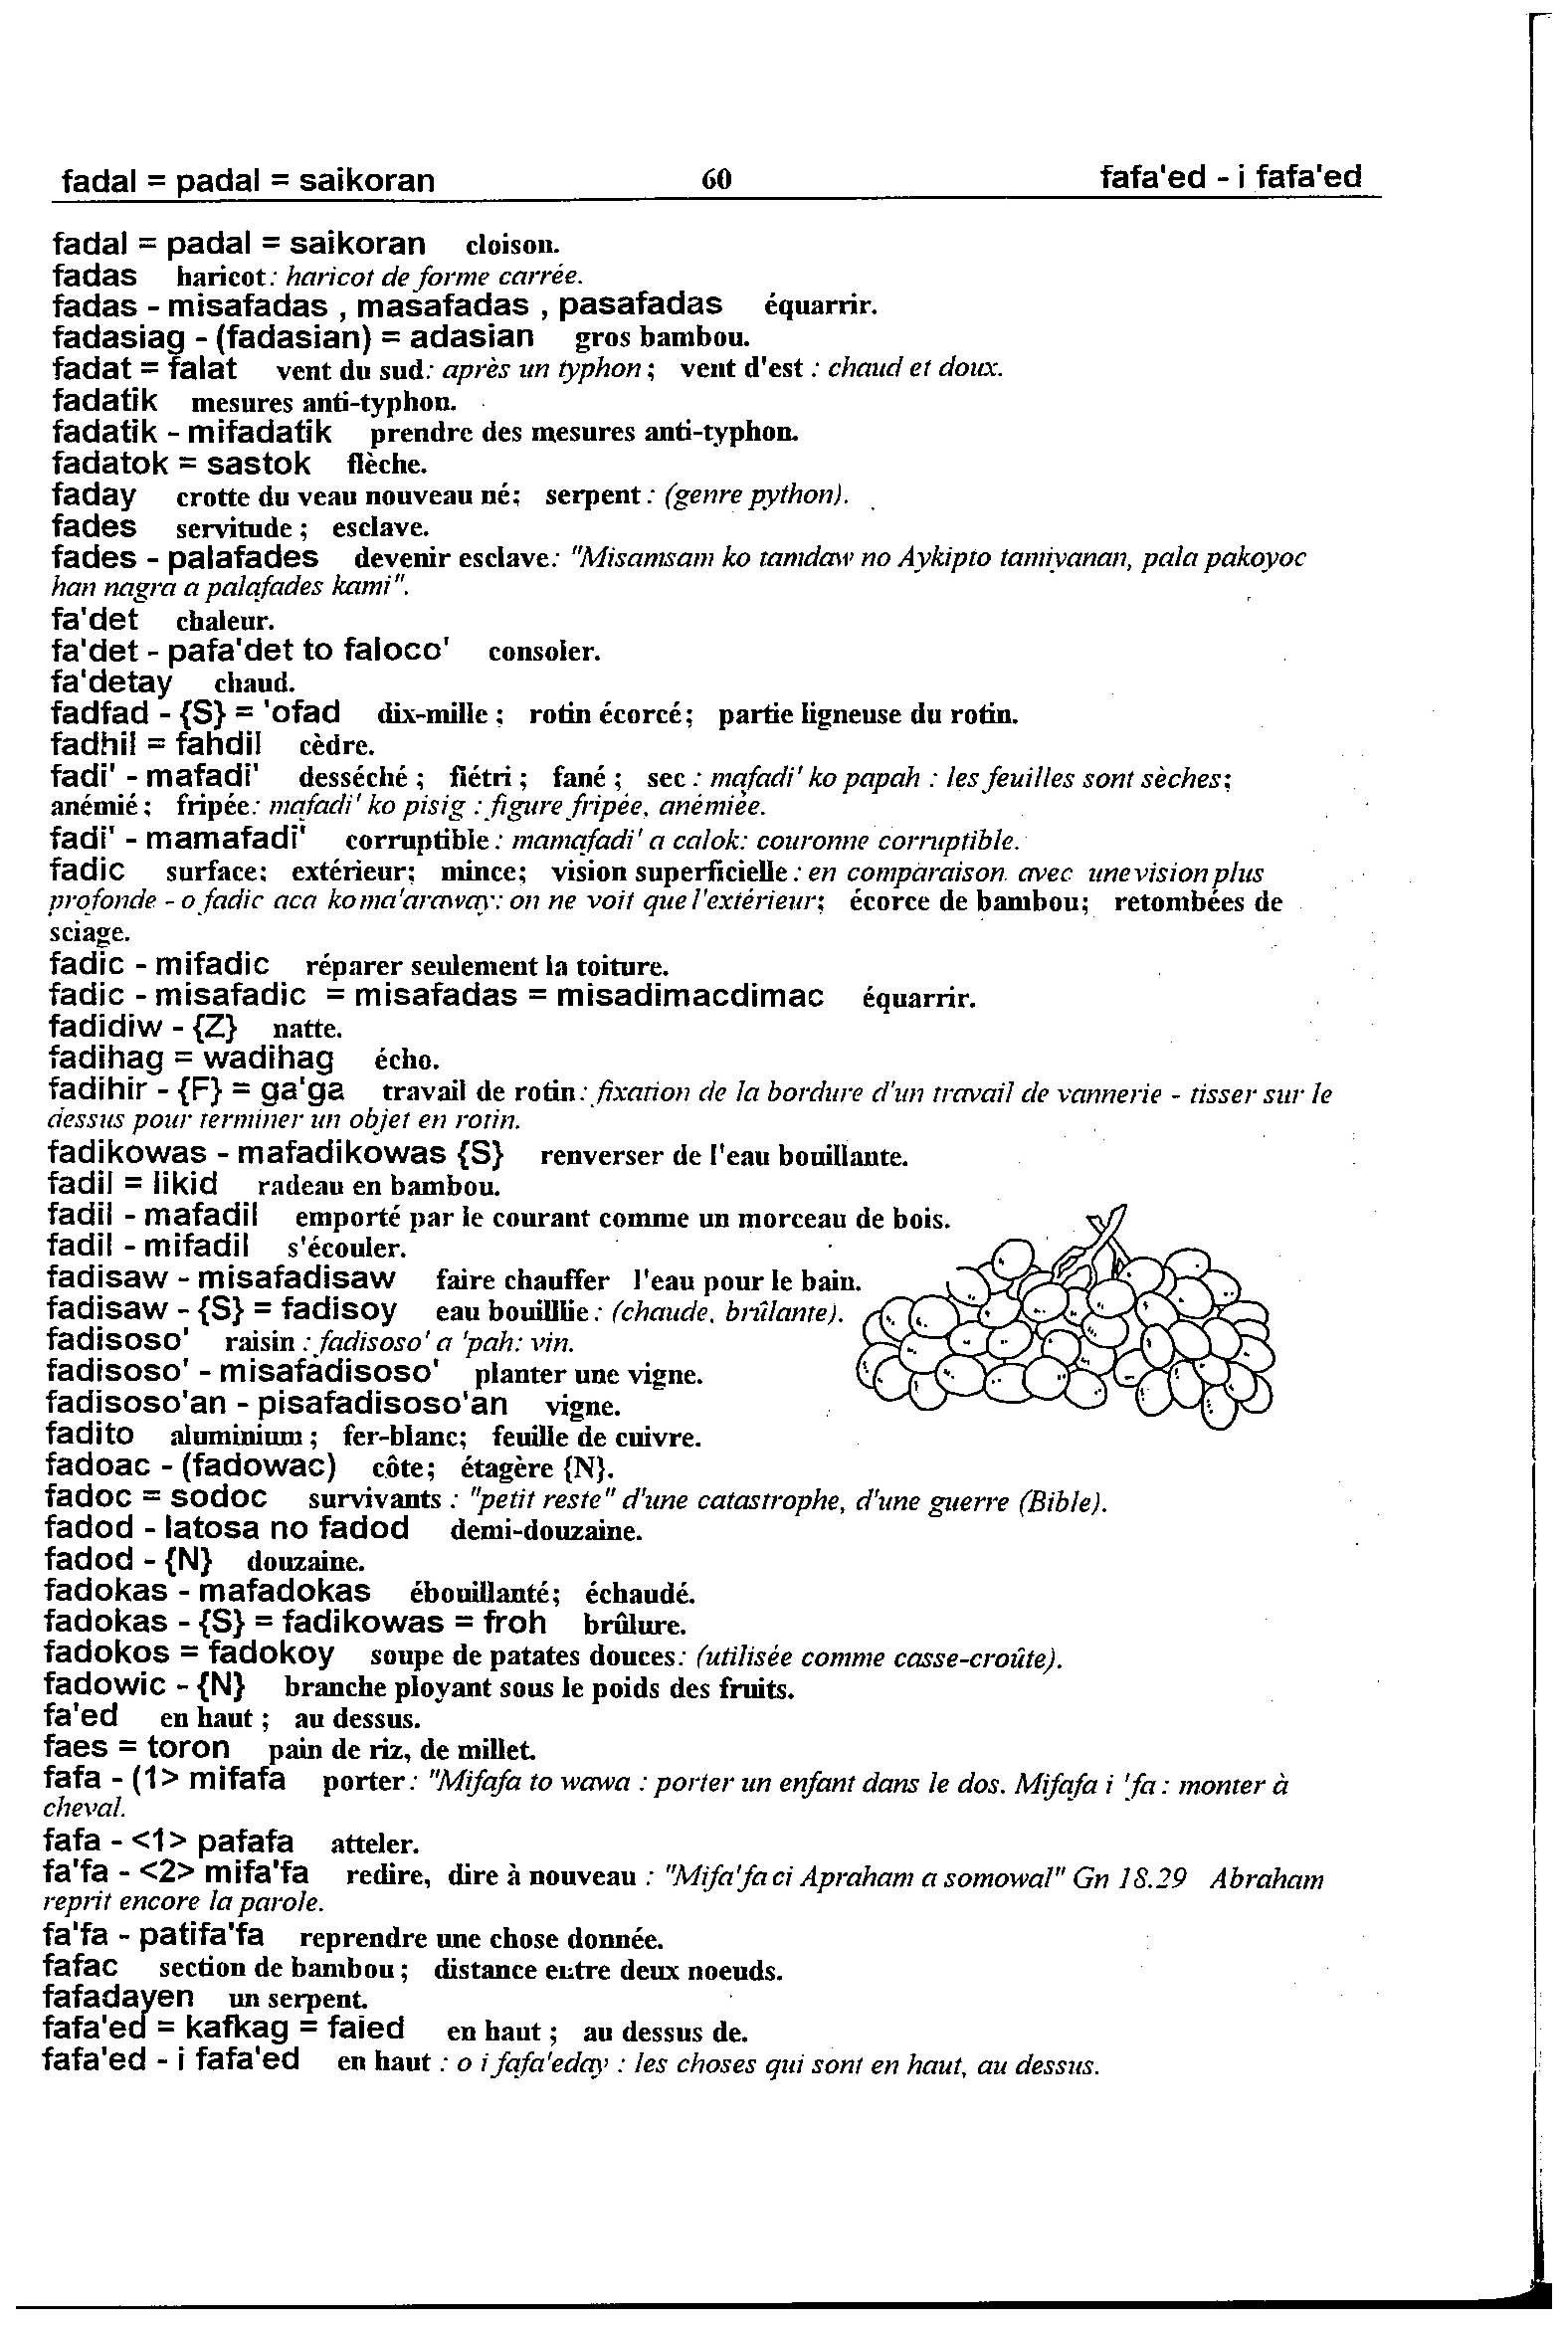 fadal = padal = saikoran 60 fafa'ed - i fafa'ed
fadal = padal = saikoran cloison.
fadas haricot: haricot de forme carrée.
fadas - misafadas , masafadas , pasafadas équarrir.
fadasiag - (fadasian) = adasian gros bambou.
fadat = falat vent du sud: après un typhon ; vent d'est : chaud et doux.
fadatik mesures anti-typhon.
fadatik - mifadatik prendre des mesures anti-typhon.
fadatok = sastok flèche.
faday crotte du veau nouveau né; serpent : (genre python).
fades servitude ; esclave.
fades - palafades devenir esclave: "Misamsam ko tamdaw no Aykipto tamiyanan, pala pakoyoc
han nagra a palafades kami".
fa'det chaleur.
fa'det - pafa'det to faloco' consoler.
fa'detay chaud.
fadfad - {S} = 'ofad dix-mille ; rotin écorcé; partie ligneuse du rotin.
fadhil = fahdil cèdre.
fadi' - mafadi' desséché ; flétri ; fané ; sec : mafadi' ko papah : les feuilles sont sèches;
anémié ; fripée: mafadi' ko pisig : figure fripée, anémiée.
fadi' - mamafadi' corruptible : mamafadi' a calok: couronne corruptible.
fadic surface; extérieur; mince; vision superficielle : en comparaison. avec une vision plus
profonde - o fadic aca ko ma'araway: on ne voit que l'extérieur; écorce de bambou; retombées de
sciage.
fadic - mifadic réparer seulement la toiture.
fadic - misafadic = misafadas = misadimacdimac équarrir.
fadidiw - {Z} natte.
fadihag = wadihag écho.
fadihir - {F} = ga'ga travail de rotin: fixation de la bordure d'un travail de vannerie - tisser sur le
dessus pour terminer un objet en rotin.
fadikowas - mafadikowas {S} renverser de l'eau bouillante.
fadil = likid radeau en bambou.
fadil - mafadil emporté par le courant comme un morceau de bois.
fadil - mifadil s'écouler.
fadisaw - misafadisaw faire chauffer l'eau pour le bain.
fadisaw - {S} = fadisoy eau bouilllie : (chaude, brûlante).
fadisoso' raisin : fadisoso' a 'pah: vin.
fadisoso' - misafadisoso' planter une vigne.
fadisoso'an - pisafadisoso'an vigne.
fadito aluminium ; fer-blanc; feuille de cuivre.
fadoac - (fadowac) côte; étagère {N}.
fadoc = sodoc survivants : "petit reste" d'une catastrophe, d'une guerre (Bible).
fadod - latosa no fadod demi-douzaine.
fadod - {N} douzaine.
fadokas - mafadokas ébouillanté; échaudé.
fadokas - {S} = fadikowas = froh brûlure.
fadokos = fadokoy soupe de patates douces: (utilisée comme casse-croûte).
fadowic - {N} branche ployant sous le poids des fruits.
fa'ed en haut ; au dessus.
faes = toron pain de riz, de millet.
fafa - (1> mifafa porter: "Mifafa to wawa : porter un enfant dans le dos. Mifafa i 'fa : monter à
cheval.
fafa - <1> pafafa atteler.
fa'fa - <2> mifa'fa redire, dire à nouveau : "Mifa'fa ci Apraham a somowal" Gn 18.29 Abraham
reprit encore la parole.
fa'fa - patifa'fa reprendre une chose donnée.
fafac section de bambou ; distance entre deux noeuds.
fafadayen un serpent.
fafa'ed = kafkag = faied en haut ; au dessus de.
fafa'ed - i fafa'ed en haut : o i fafa'eday : les choses qui sont en haut, au dessus.